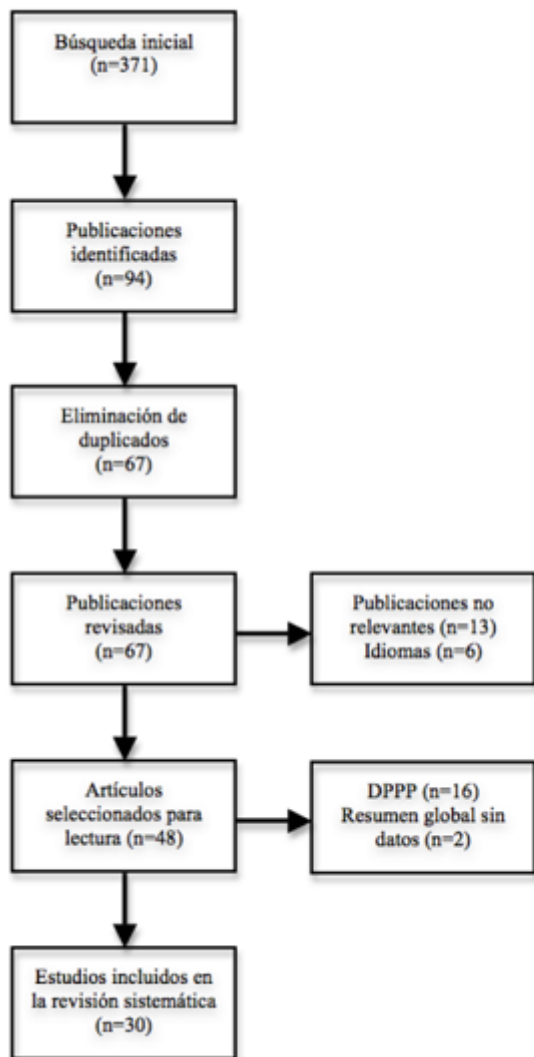 Búsqueda inicial
(n=371)
Publicaciones
identificadas
(n=94)
Eliminación de
duplicados
(n=67)
Publicaciones
revisadas
(n=67)
Publicaciones no
relevantes (n=13)
Idiomas (n=6)
Artículos
seleccionados para
lectura (n=48)
DPPP (n=16)
Resumen global sin
datos (n=2)
Estudios incluidos en
la revisión sistemática
(n=30)